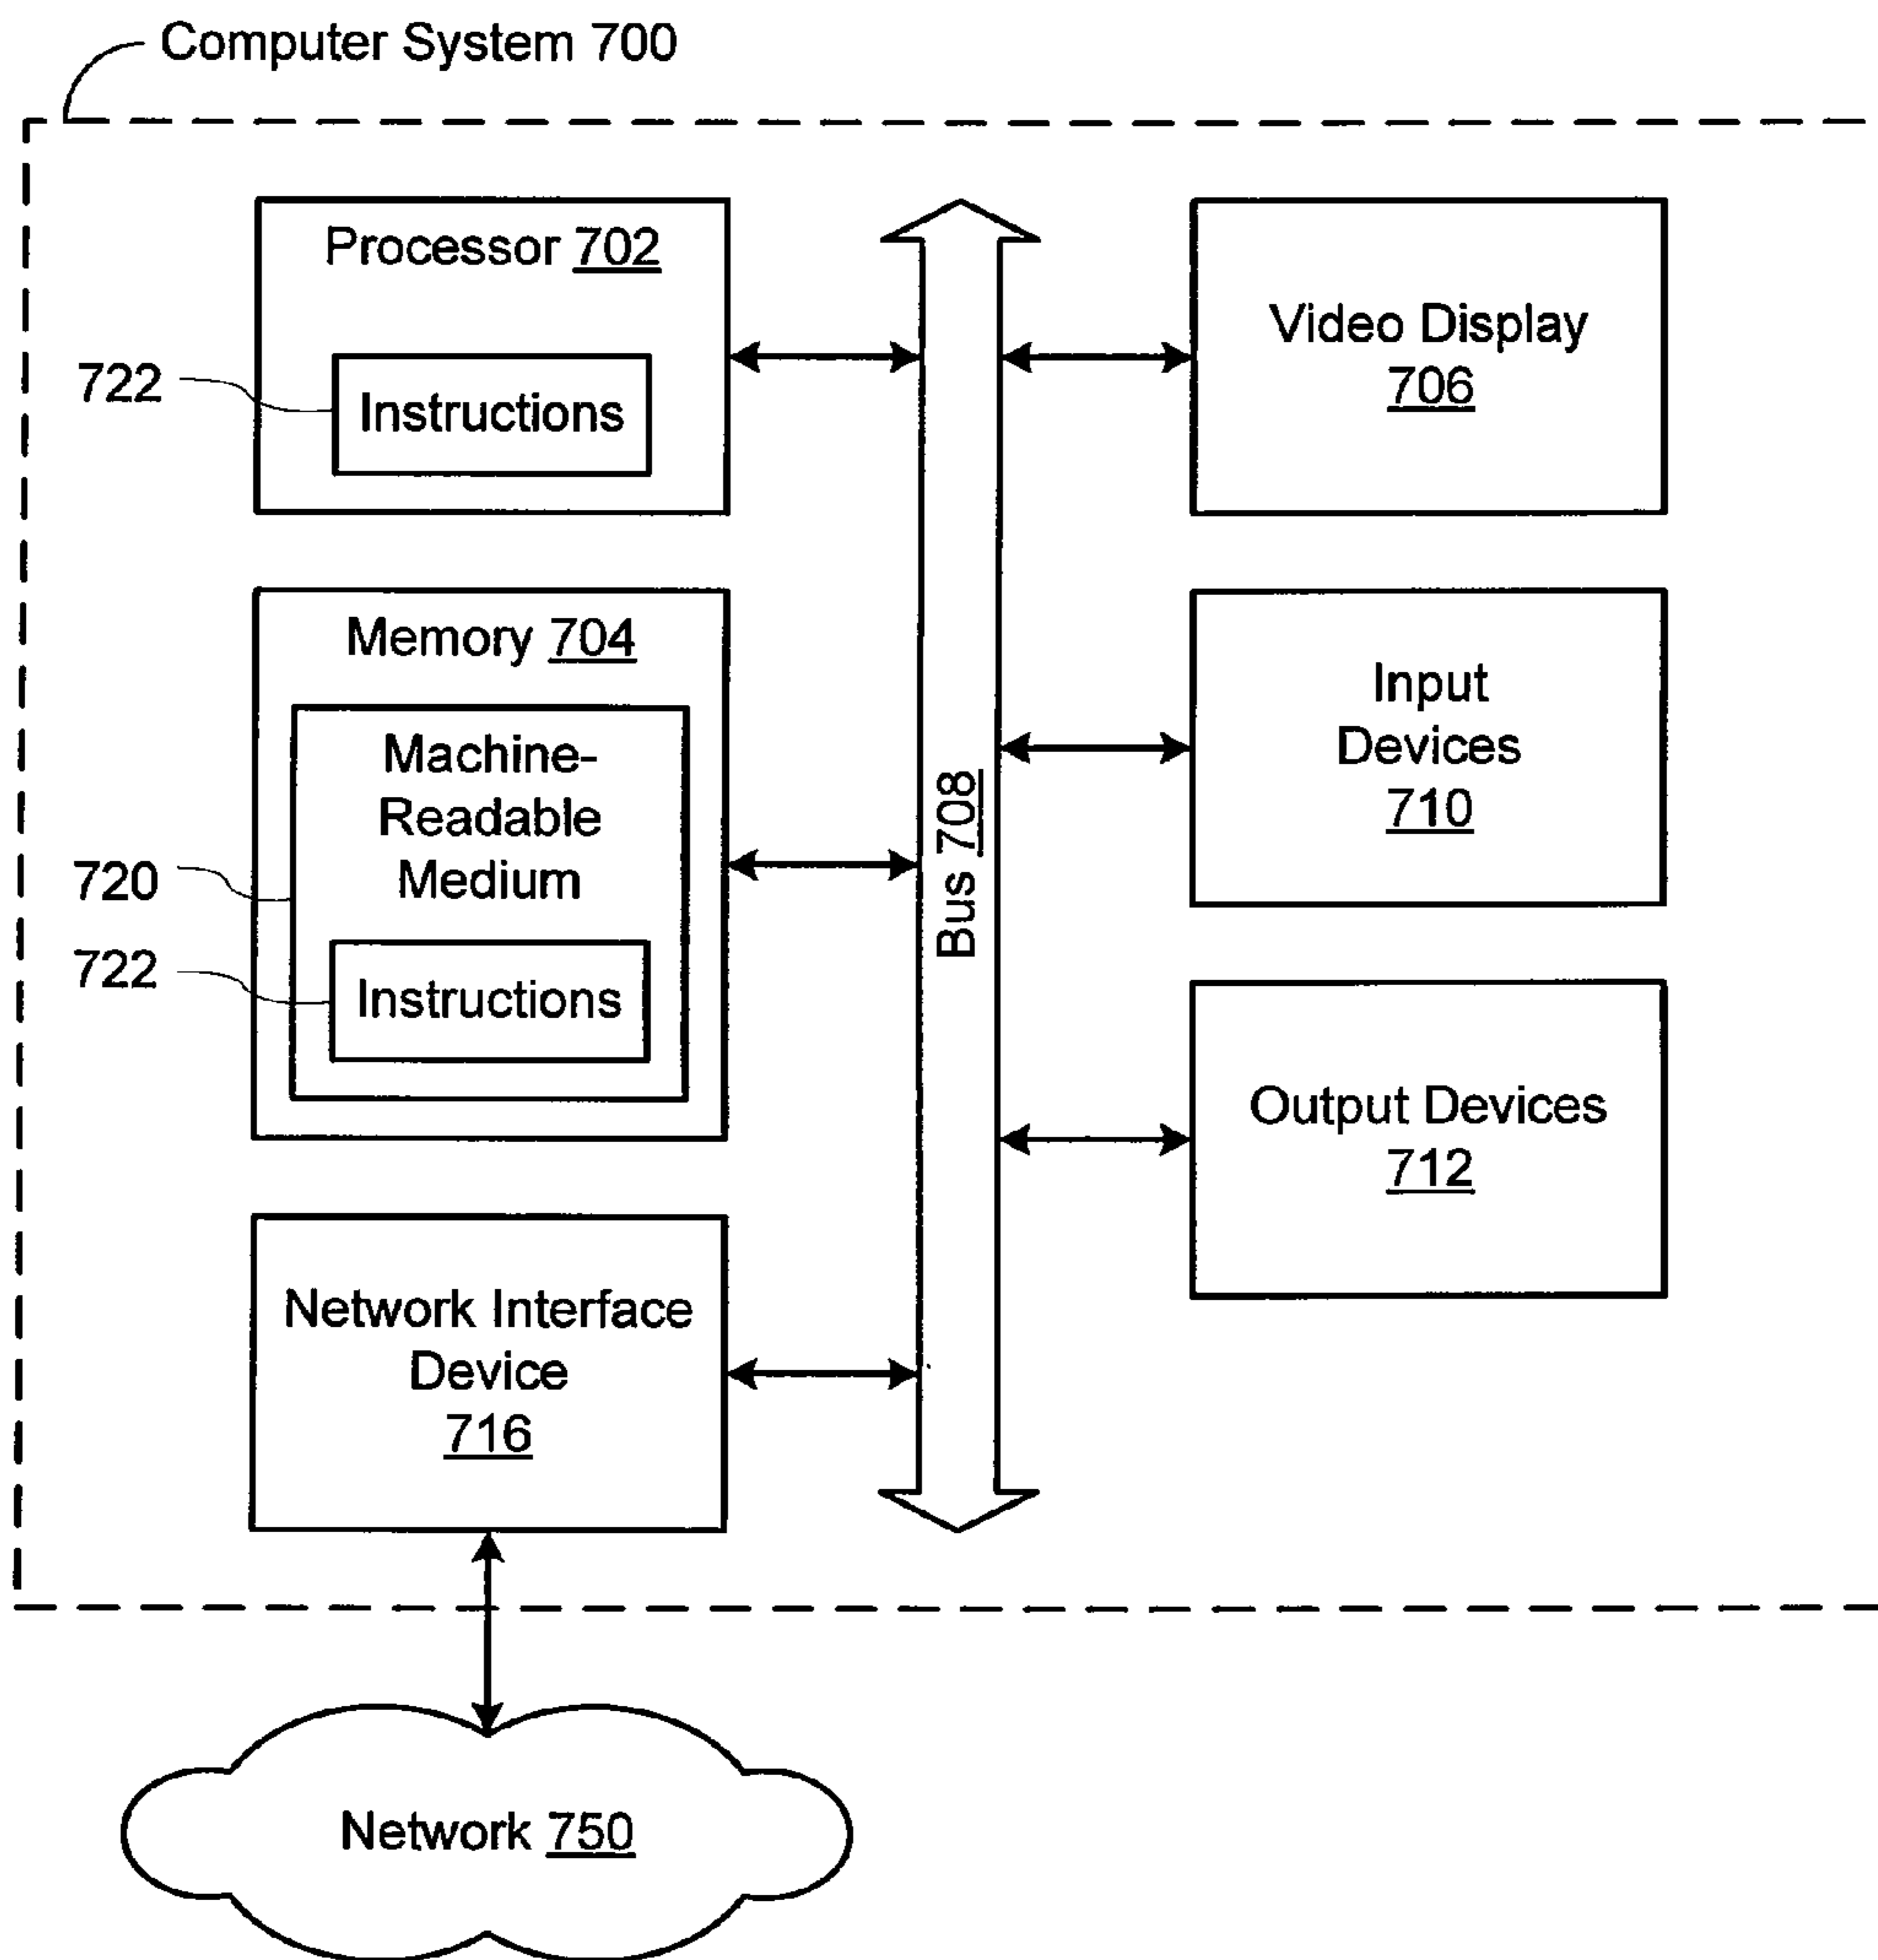 Computer System 700
Processor 702
722
Instructions
Memory 704
Machine-
Readable
Medium
720
722
Instructions
Network Interface
Device
716
Bus 708
Video Display
706
Input
Devices
710
Output Devices
712
Network 750